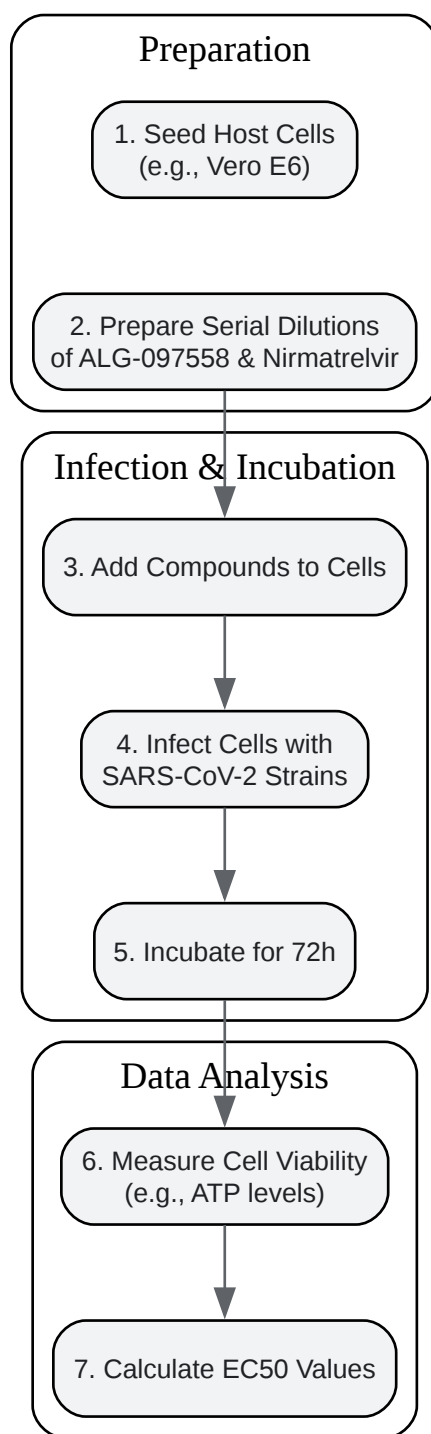 Preparation
1. Seed Host Cells
(e.g., Vero E6)
2. Prepare Serial Dilutions
of ALG-097558 & Nirmatrelvir
Infection & Incubation
3. Add Compounds to Cells
4. Infect Cells with
SARS-CoV-2 Strains
5. Incubate for 72h
Data Analysis
6. Measure Cell Viability
(e.g., ATP levels)
7. Calculate EC50 Values